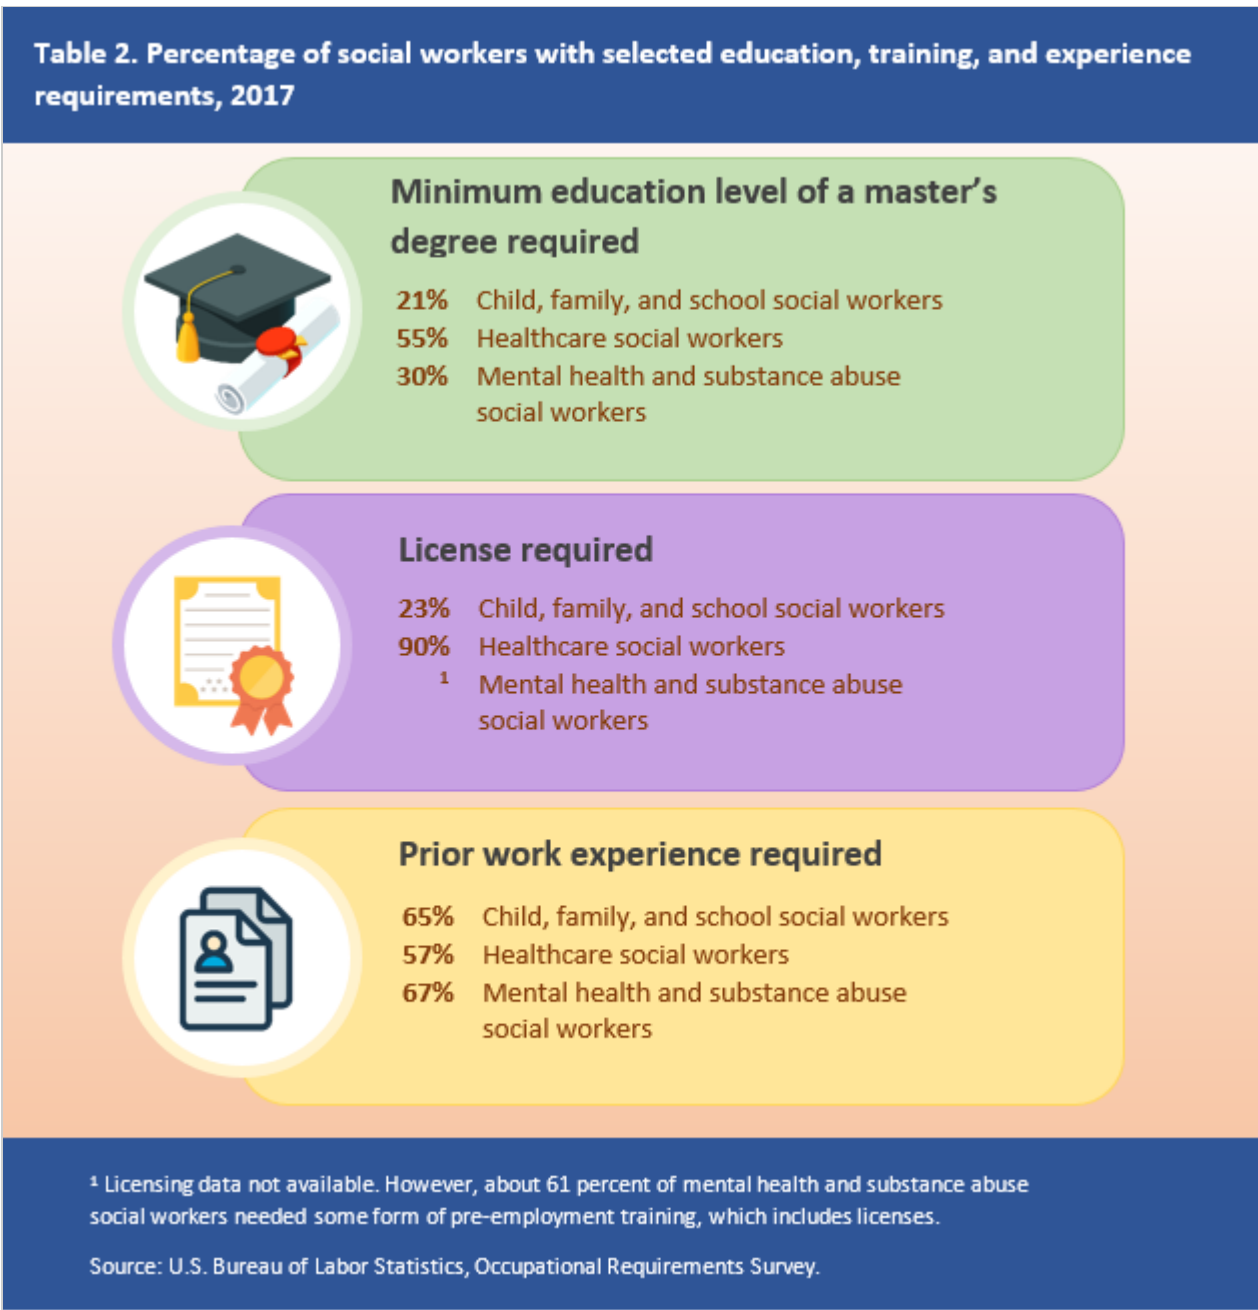 Table 2. Percentage of social workers with selected education, training, and experience
requirements, 2017
Minimum education level of a master’s
degree required
21% Child, family, and school social workers
55% Healthcare social workers
30% Mental health and substance abuse
social workers
License required
23% Child, family, and school social workers
90% Healthcare social workers
¹ Mental health and substance abuse
social workers
Prior work experience required
65% Child, family, and school social workers
57% Healthcare social workers
67% Mental health and substance abuse
social workers
¹ Licensing data not available. However, about 61 percent of mental health and substance abuse
social workers needed some form of pre-employment training, which includes licenses.
Source: U.S. Bureau of Labor Statistics, Occupational Requirements Survey.